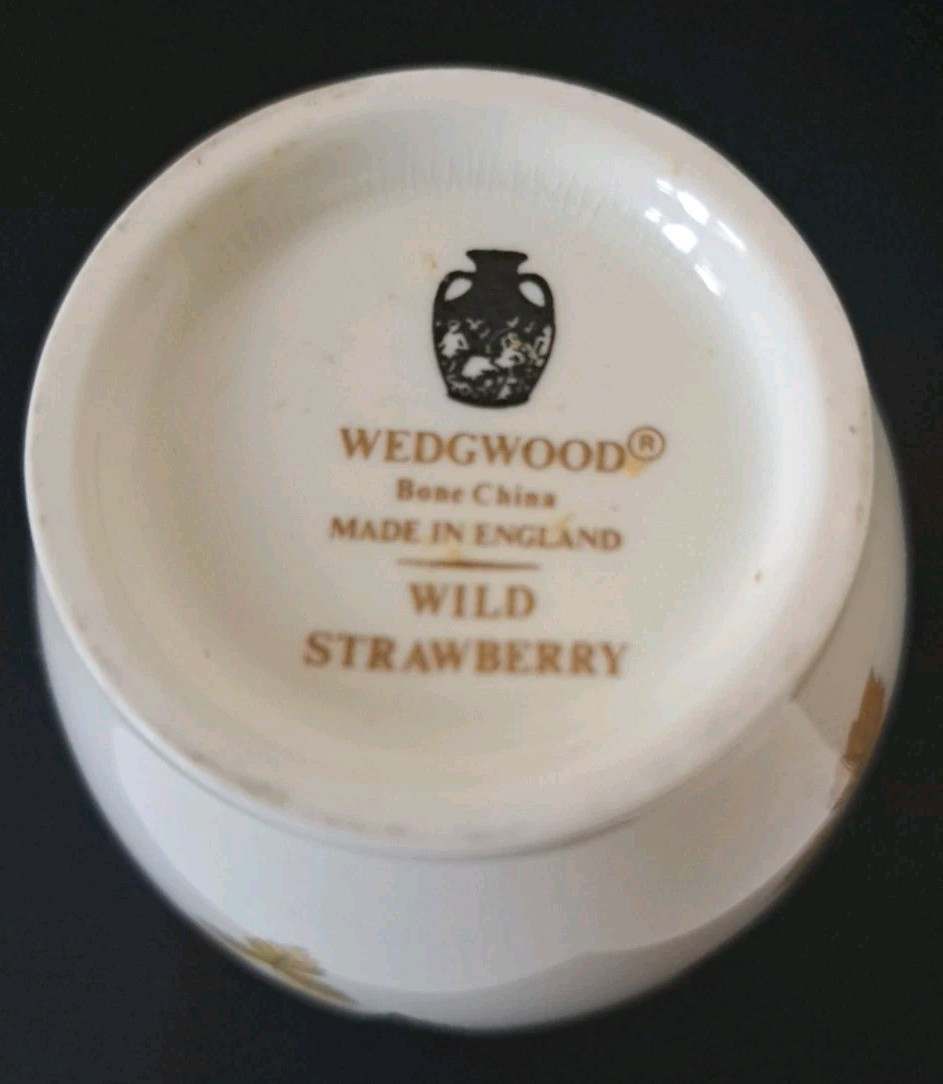 WEDGWOOD®
Bone China
MADE IN ENGLAND
WILD
STRAWBERRY